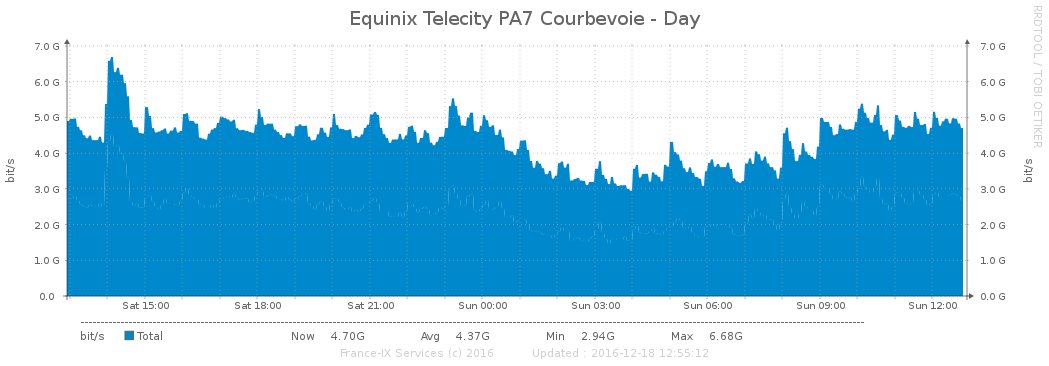 Equinix Telecity PA7 Courbevoie - Day
RRDTOOL / TOBI OETIKER
7.0 G 7.0 G
6.0 G 6.0 G
5.0 G 5.0 G
4.0 G 4.0 G
3.0 G 3.0 G
2.0 G 2.0 G
1.0 G 1.0 G
0.0 0.0 G
bit/s bit/s
Sat 15:00 Sat 18:00 Sat 21:00 Sun 00:00 Sun 03:00 Sun 06:00 Sun 09:00 Sun 12:00
bit/s Total Now 4.70G Avg 4.37G Min 2.94G Max 6.68G
France-IX Services (c) 2016 Updated : 2016-12-18 12:55:12